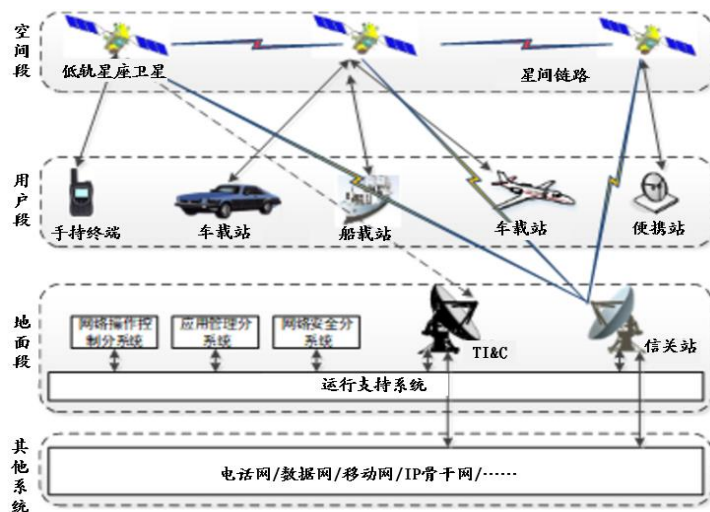 空间段
低轨星座卫星
星间链路
用户段
手持终端
车载站
船载站
车载站
便携站
地面段
网络操作控
制分系统
应用管理分
系统
网络安全分
系统
TI&C
信关站
运行支持系统
其他系统
电话网/数据网/移动网/IP骨干网/……